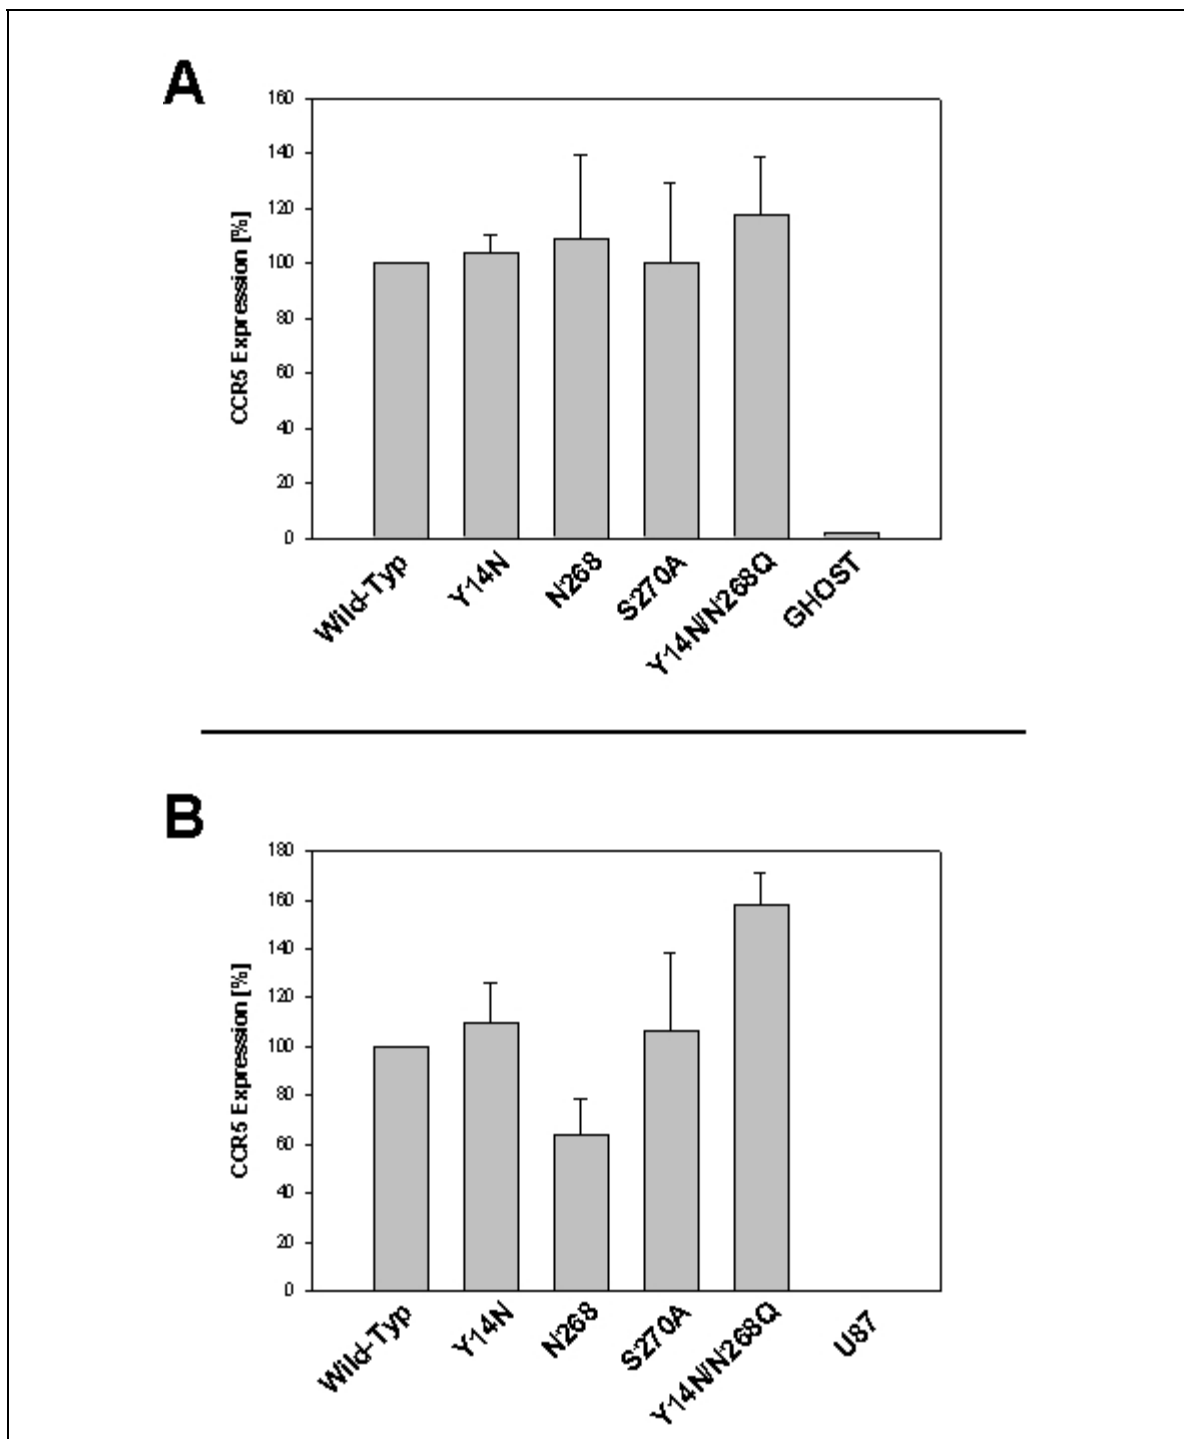 A
160
140
120
100
80
60
40
20
0
CCR5 Expression [%]
Wild-Typ
Y14N
N268
S270A
Y14N/N268Q
GHOST
B
180
160
140
120
100
80
60
40
20
0
CCR5 Expression [%]
Wild-Typ
Y14N
N268
S270A
Y14N/N268Q
U87